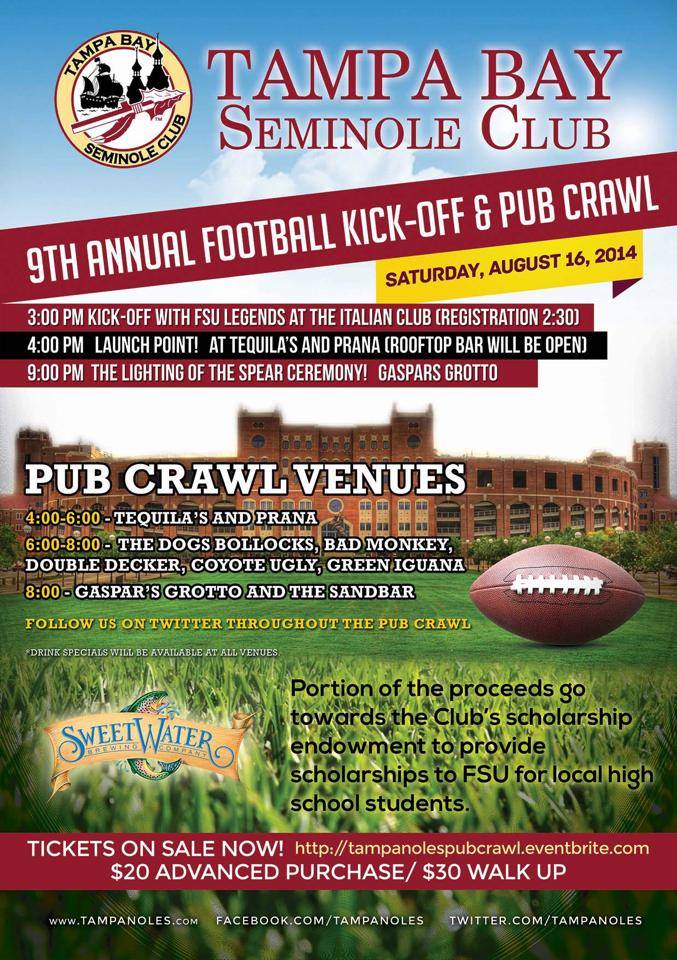 TAMPA BAY
SEMINOLE CLUB
TM
TAMPA BAY
SEMINOLE CLUB
9TH ANNUAL FOOTBALL KICK-OFF & PUB CRAWL
SATURDAY, AUGUST 16, 2014
3:00 PM KICK-OFF WITH FSU LEGENDS AT THE ITALIAN CLUB (REGISTRATION 2:30)
4:00 PM LAUNCH POINT! AT TEQUILA'S AND PRANA (ROOFTOP BAR WILL BE OPEN)
9:00 PM THE LIGHTING OF THE SPEAR CEREMONY! GASPARS GROTTO
PUB CRAWL VENUES
4:00-6:00 - TEQUILA'S AND PRANA
6:00-8:00 - THE DOGS BOLLOCKS, BAD MONKEY,
DOUBLE DECKER, COYOTE UGLY, GREEN IGUANA
8:00 - GASPAR'S GROTTO AND THE SANDBAR
FOLLOW US ON TWITTER THROUGHOUT THE PUB CRAWL
*DRINK SPECIALS WILL BE AVAILABLE AT ALL VENUES.
SWEETWATER
BREWING COMPANY
Portion of the proceeds go
towards the Club's scholarship
endowment to provide
scholarships to FSU for local high
school students.
TICKETS ON SALE NOW! http://tampanolespubcrawl.eventbrite.com
$20 ADVANCED PURCHASE/ $30 WALK UP
WWW.TAMPANOLES.COM FACEBOOK.COM/TAMPANOLES TWITTER.COM/TAMPANOLES